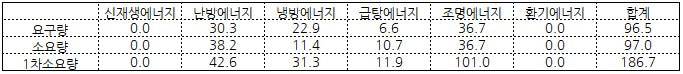 신재생에너지 난방에너지 냉방에너지 급탕에너지 조명에너지 환기에너지 합계
요구량 0.0 30.3 22.9 6.6 36.7 0.0 96.5
소요량 0.0 38.2 11.4 10.7 36.7 0.0 97.0
1차소요량 0.0 42.6 31.3 11.9 101.0 0.0 186.7